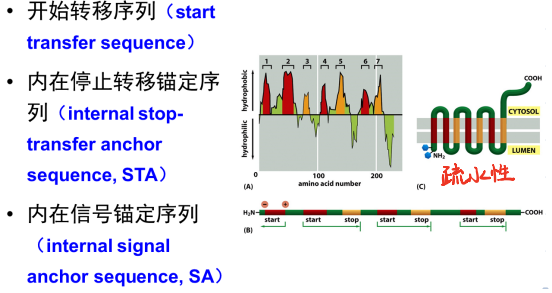 • 开始转移序列（start
transfer sequence）
• 内在停止转移锚定序
列（internal stop-
transfer anchor
sequence, STA）
• 内在信号锚定序列
（internal signal
anchor sequence, SA）
1 2 3 4 5 6 7
hydrophobic
hydrophilic
0 100 200
(A) amino acid number
COOH
CYTOSOL
LUMEN
NH₂
(C)
疏水性
− +
H₂N COOH
start start stop start stop start stop
(B)